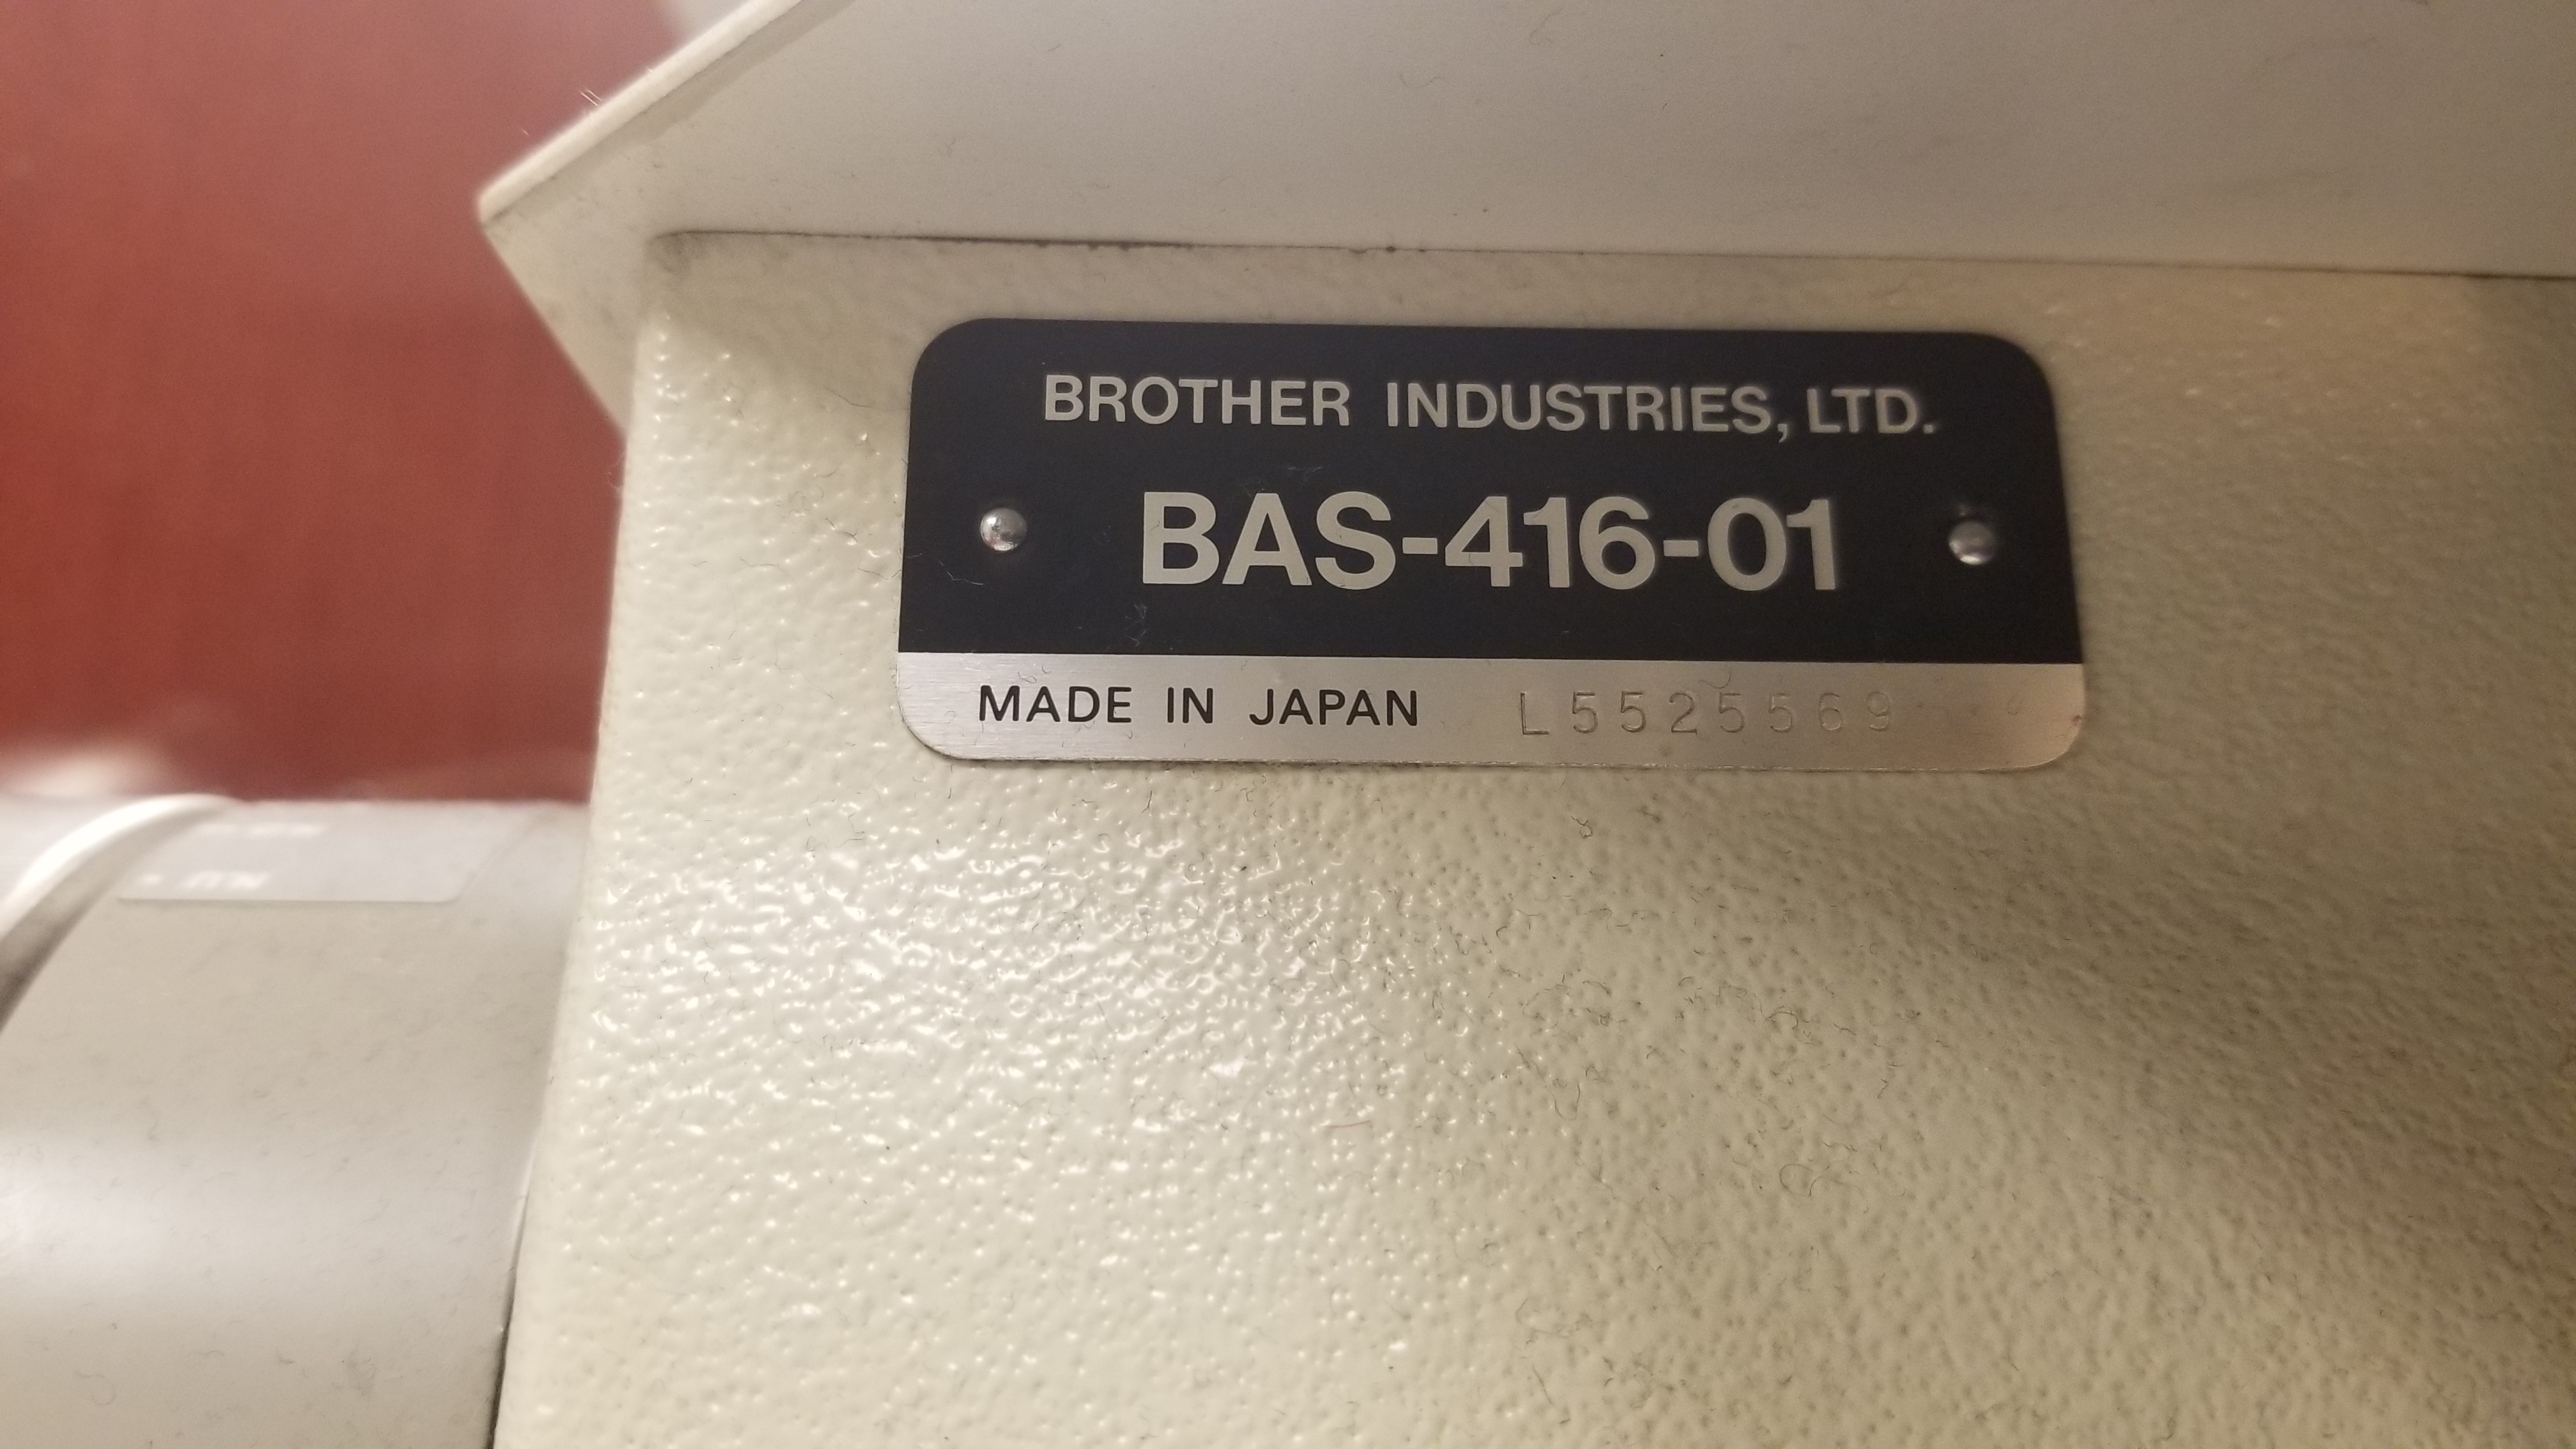 BROTHER INDUSTRIES, LTD.
BAS-416-01
MADE IN JAPAN L5525569